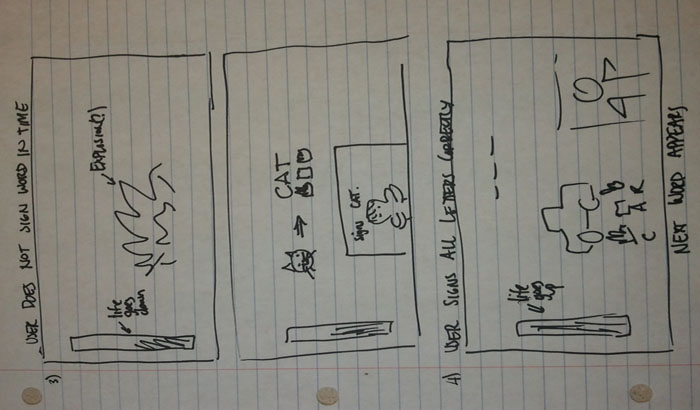 3) USER DOES NOT SIGN WORD IN TIME
life
goes
down
EXPLOSION(?)
CAT
signs CAT.
4) USER SIGNS ALL LETTERS CORRECTLY
life
goes
up
C A R
NEXT WORD APPEARS